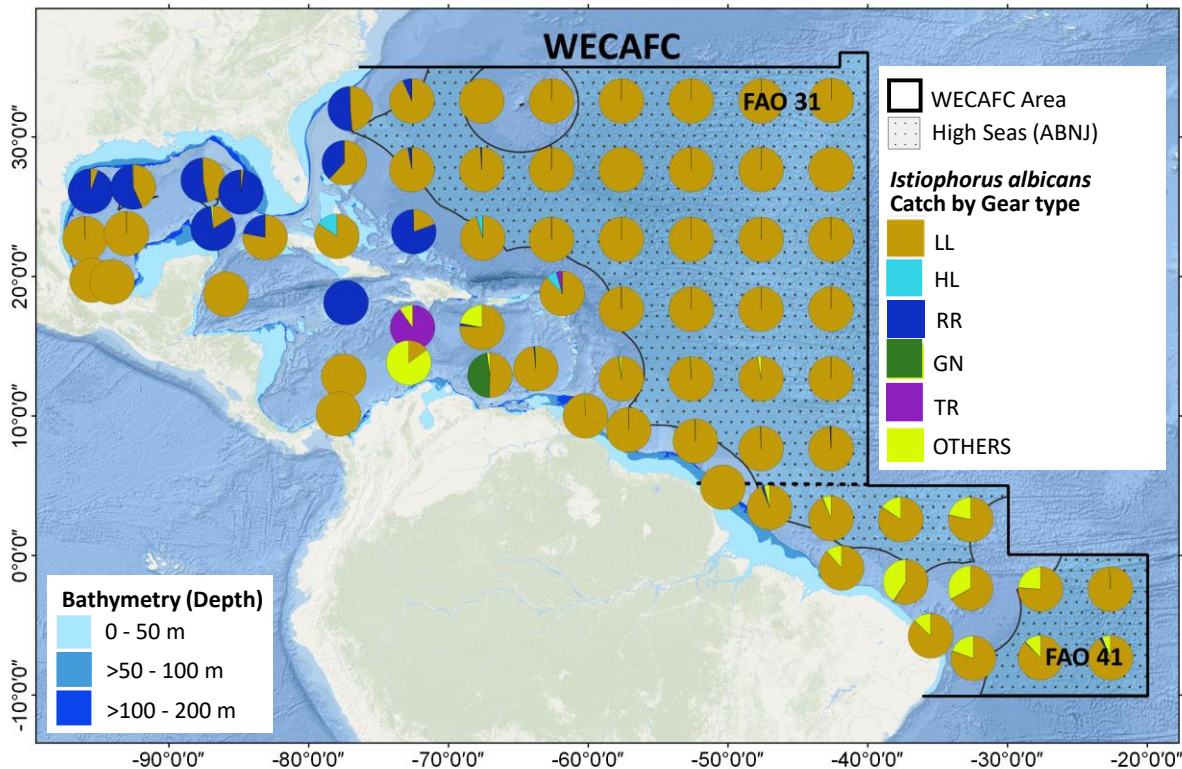 WECAFC
FAO 31
WECAFC Area
High Seas (ABNJ)
Istiophorus albicans
Catch by Gear type
LL
HL
RR
GN
TR
OTHERS
30°0'0"
20°0'0"
10°0'0"
0°0'0"
-10°0'0"
Bathymetry (Depth)
0 - 50 m
>50 - 100 m
>100 - 200 m
FAO 41
-90°0'0"
-80°0'0"
-70°0'0"
-60°0'0"
-50°0'0"
-40°0'0"
-30°0'0"
-20°0'0"